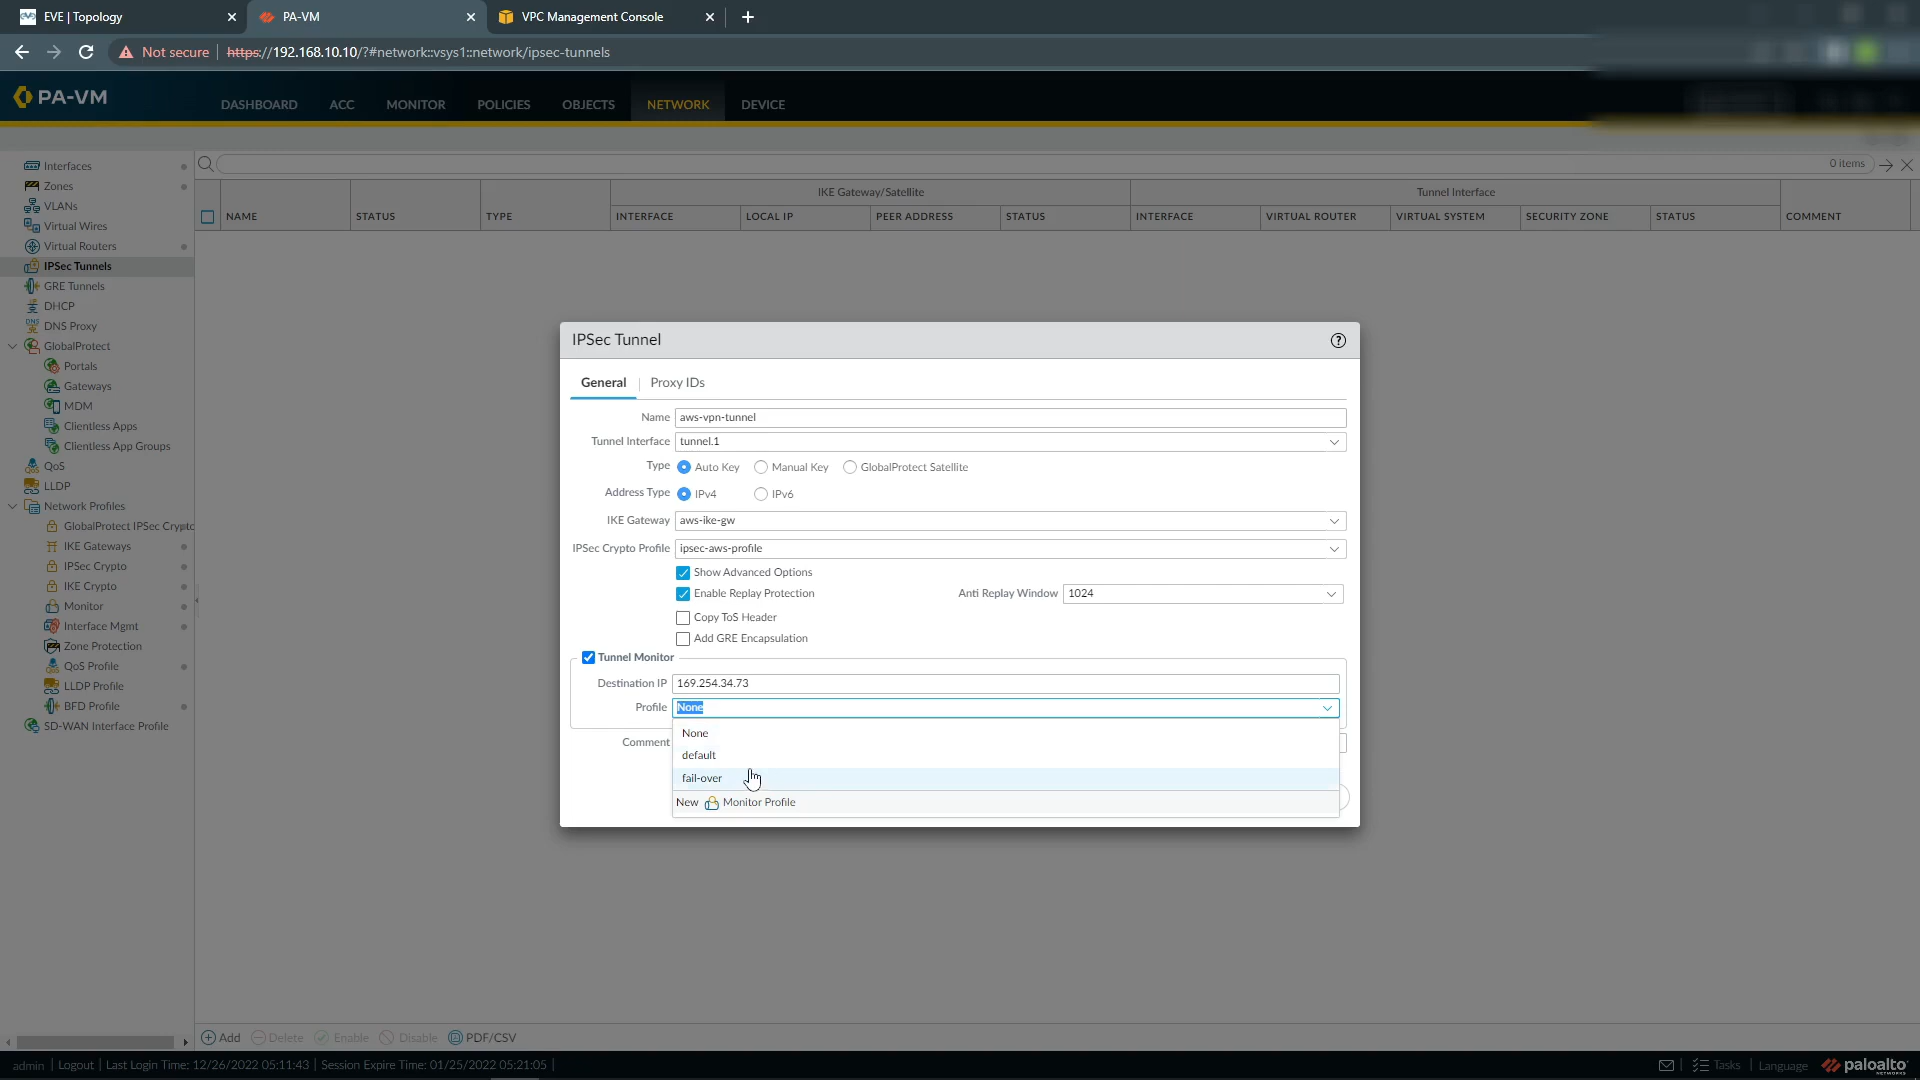 EVE | Topology
PA-VM
VPC Management Console
Not secure
https://192.168.10.10/?#network::vsys1::network/ipsec-tunnels
PA-VM
DASHBOARD
ACC
MONITOR
POLICIES
OBJECTS
NETWORK
DEVICE
Interfaces
Zones
VLANs
Virtual Wires
Virtual Routers
IPSec Tunnels
GRE Tunnels
DHCP
DNS Proxy
GlobalProtect
Portals
Gateways
MDM
Clientless Apps
Clientless App Groups
QoS
LLDP
Network Profiles
GlobalProtect IPSec Crypto
IKE Gateways
IPSec Crypto
IKE Crypto
Monitor
Interface Mgmt
Zone Protection
QoS Profile
LLDP Profile
BFD Profile
SD-WAN Interface Profile
0 items
IKE Gateway/Satellite
Tunnel Interface
NAME
STATUS
TYPE
INTERFACE
LOCAL IP
PEER ADDRESS
STATUS
INTERFACE
VIRTUAL ROUTER
VIRTUAL SYSTEM
SECURITY ZONE
STATUS
COMMENT
IPSec Tunnel
General
Proxy IDs
Name aws-vpn-tunnel
Tunnel Interface tunnel.1
Type Auto Key Manual Key GlobalProtect Satellite
Address Type IPv4 IPv6
IKE Gateway aws-ike-gw
IPSec Crypto Profile ipsec-aws-profile
Show Advanced Options
Enable Replay Protection Anti Replay Window 1024
Copy ToS Header
Add GRE Encapsulation
Tunnel Monitor
Destination IP 169.254.34.73
Profile None
None
Comment
default
fail-over
New Monitor Profile
Add Delete Enable Disable PDF/CSV
admin | Logout | Last Login Time: 12/26/2022 05:11:43 | Session Expire Time: 01/25/2022 05:21:05 |
Tasks | Language
paloalto
NETWORKS